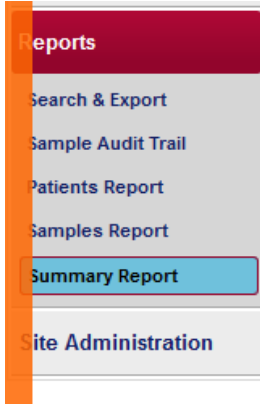 Reports
Search & Export
Sample Audit Trail
Patients Report
Samples Report
Summary Report
Site Administration